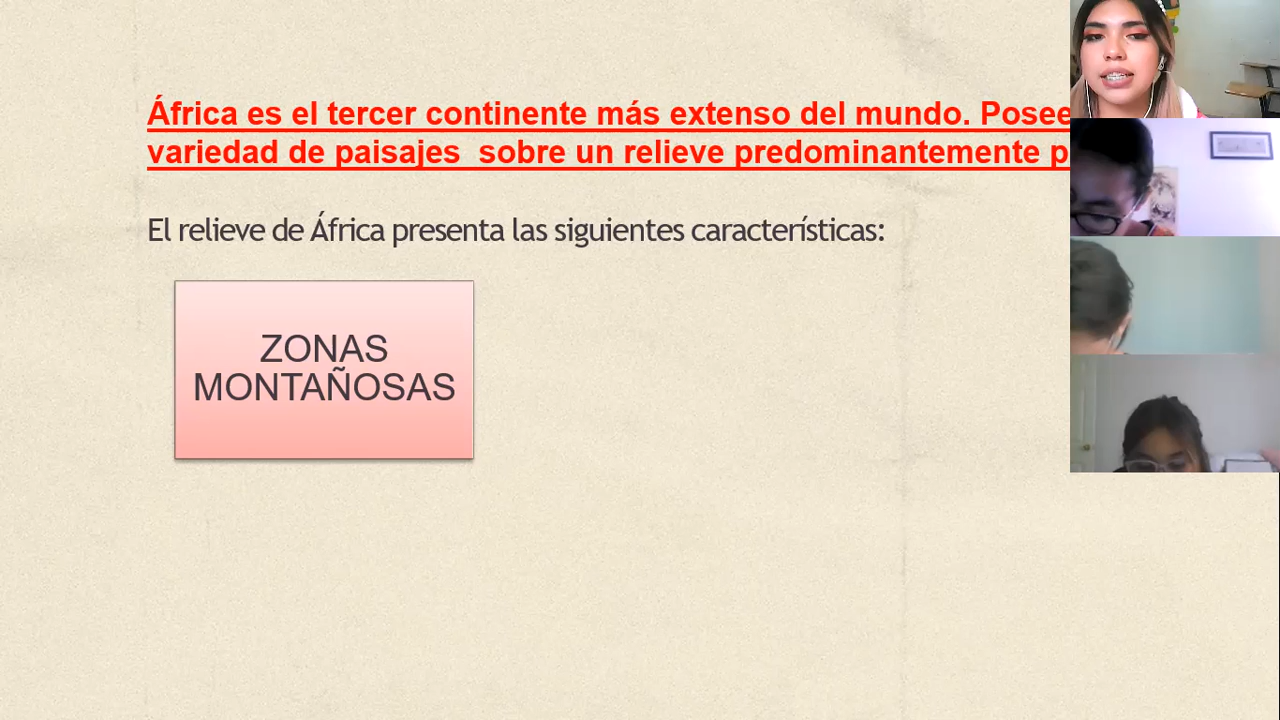 África es el tercer continente más extenso del mundo. Posee
variedad de paisajes  sobre un relieve predominantemente
El relieve de África presenta las siguientes características:
ZONAS
MONTAÑOSAS